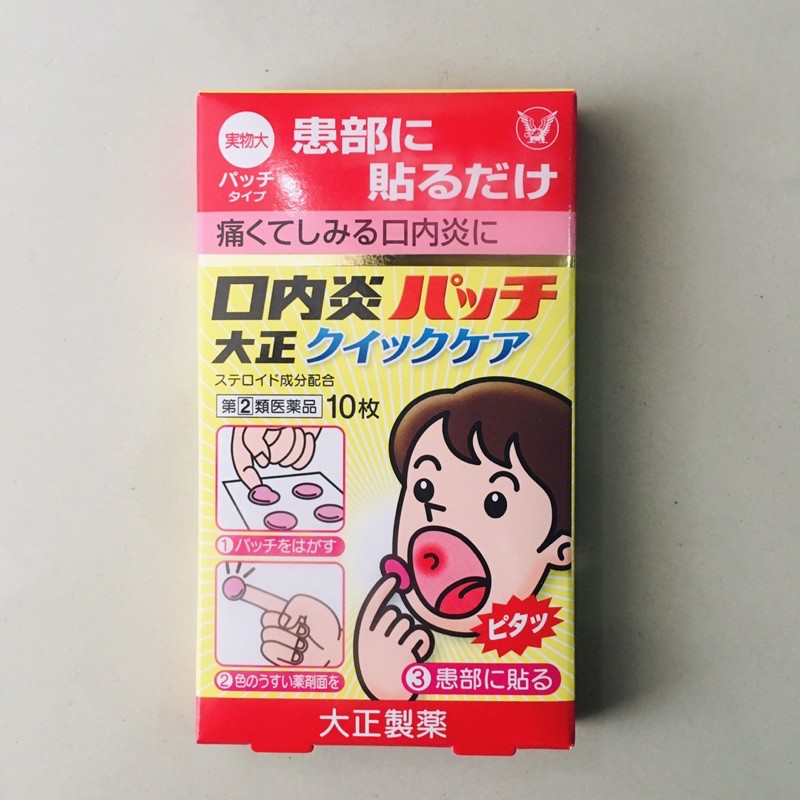 実物大
パッチ
タイプ
患部に
貼るだけ
痛くてしみる口内炎に
口内炎 パッチ
大正 クイックケア
ステロイド成分配合
第②類医薬品 10枚
① パッチをはがす
② 色のうすい薬剤面を
ピタッ
③ 患部に貼る
大正製薬